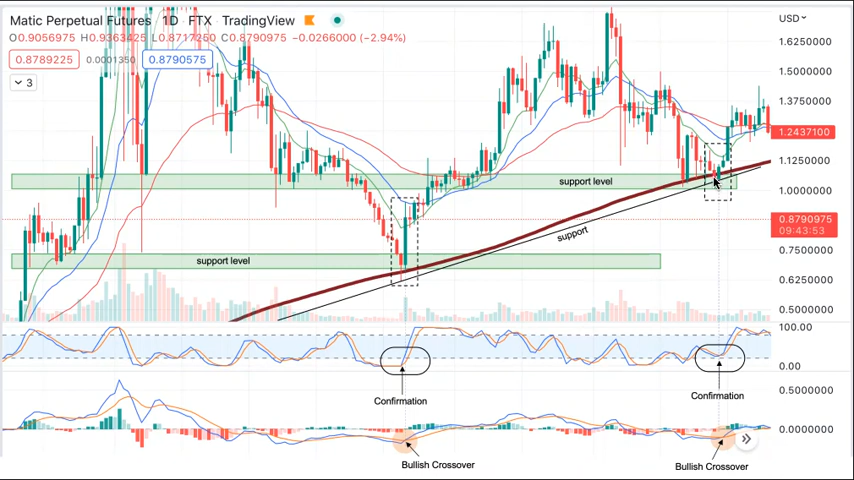 Matic Perpetual Futures 1D FTX TradingView
USD
O0.9056975 H0.9363425 L0.8717250 C0.8790975 −0.0266000 (−2.94%)
0.8789225 0.0001350 0.8790575
3
1.6250000
1.5000000
1.3750000
1.2437100
1.1250000
1.0000000
0.8790975
09:43:53
0.7500000
0.6250000
0.5000000
support level
support
support level
100.00
0.00
Confirmation
Confirmation
0.5000000
0.0000000
Bullish Crossover
Bullish Crossover